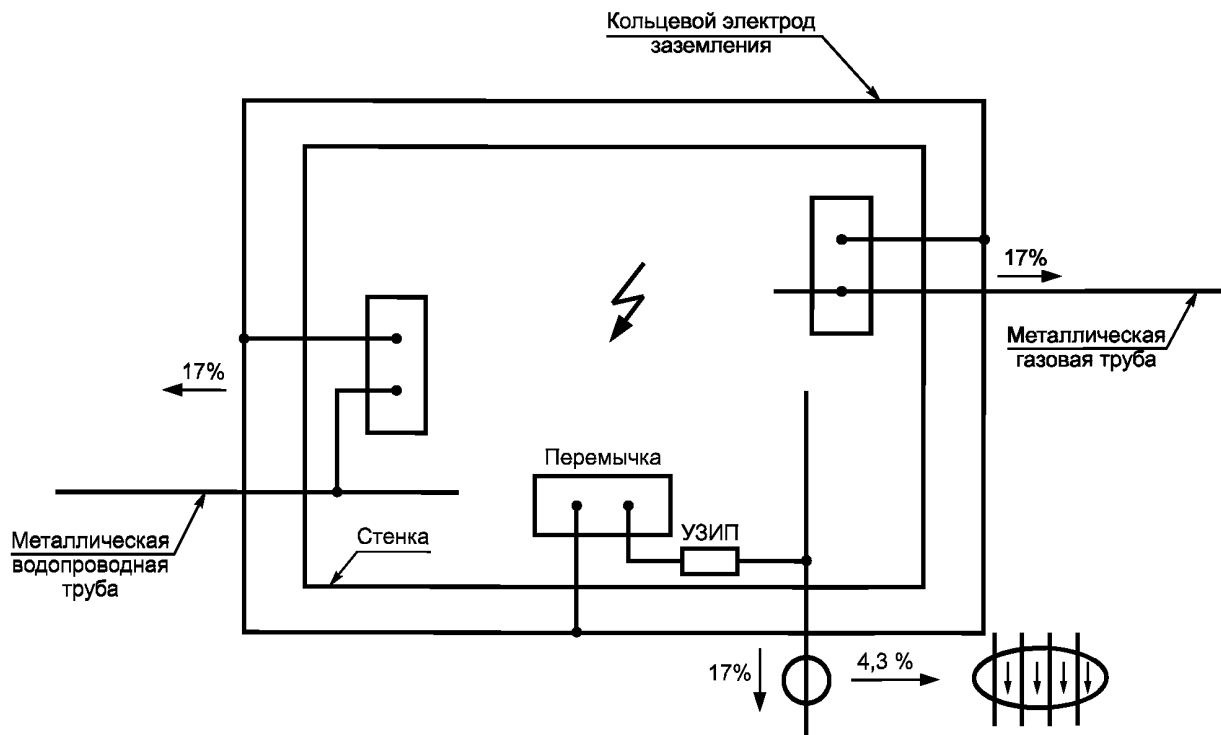 Кольцевой электрод
заземления
17%
Металлическая
газовая труба
17%
Перемычка
УЗИП
Стенка
Металлическая
водопроводная
труба
17%
4,3 %